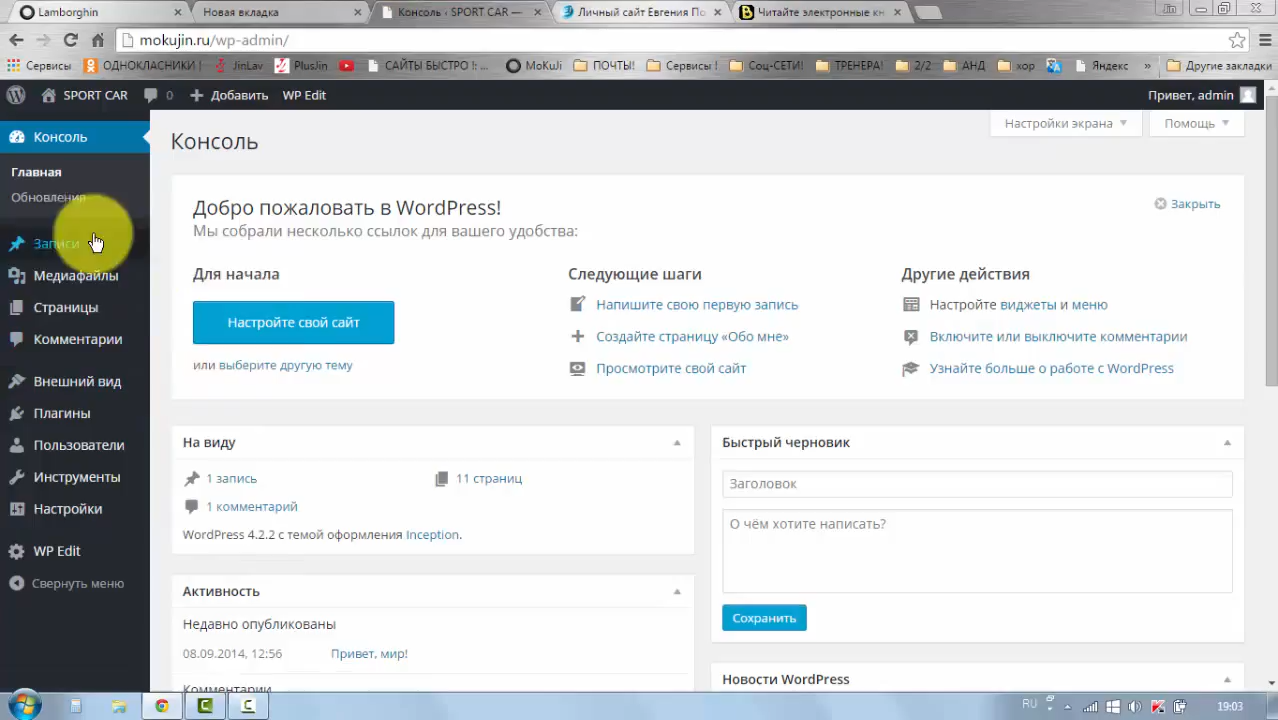 Lamborghini
Новая вкладка
Консоль ‹ SPORT CAR —
Личный сайт Евгения По
Читайте электронные кн
mokujin.ru/wp-admin/
Сервисы
ОДНОКЛАСНИКИ
JinLav
PlusJin
САЙТЫ БЫСТРО !:
MoKuJi
ПОЧТЫ!
Сервисы !
Соц-СЕТИ!
ТРЕНЕРА!
2/2
АНД
хор
Яндекс
»
Другие закладки
SPORT CAR
0
Добавить
WP Edit
Привет, admin
Консоль
Главная
Обновления
Записи
Медиафайлы
Страницы
Комментарии
Внешний вид
Плагины
Пользователи
Инструменты
Настройки
WP Edit
Свернуть меню
Консоль
Настройки экрана
Помощь
Добро пожаловать в WordPress!
Закрыть
Мы собрали несколько ссылок для вашего удобства:
Для начала
Настройте свой сайт
или выберите другую тему
Следующие шаги
Напишите свою первую запись
Создайте страницу «Обо мне»
Просмотрите свой сайт
Другие действия
Настройте виджеты и меню
Включите или выключите комментарии
Узнайте больше о работе с WordPress
На виду
1 запись
11 страниц
1 комментарий
WordPress 4.2.2 с темой оформления Inception.
Активность
Недавно опубликованы
08.09.2014, 12:56
Привет, мир!
Комментарии
Быстрый черновик
Заголовок
О чём хотите написать?
Сохранить
Новости WordPress
RU
19:03